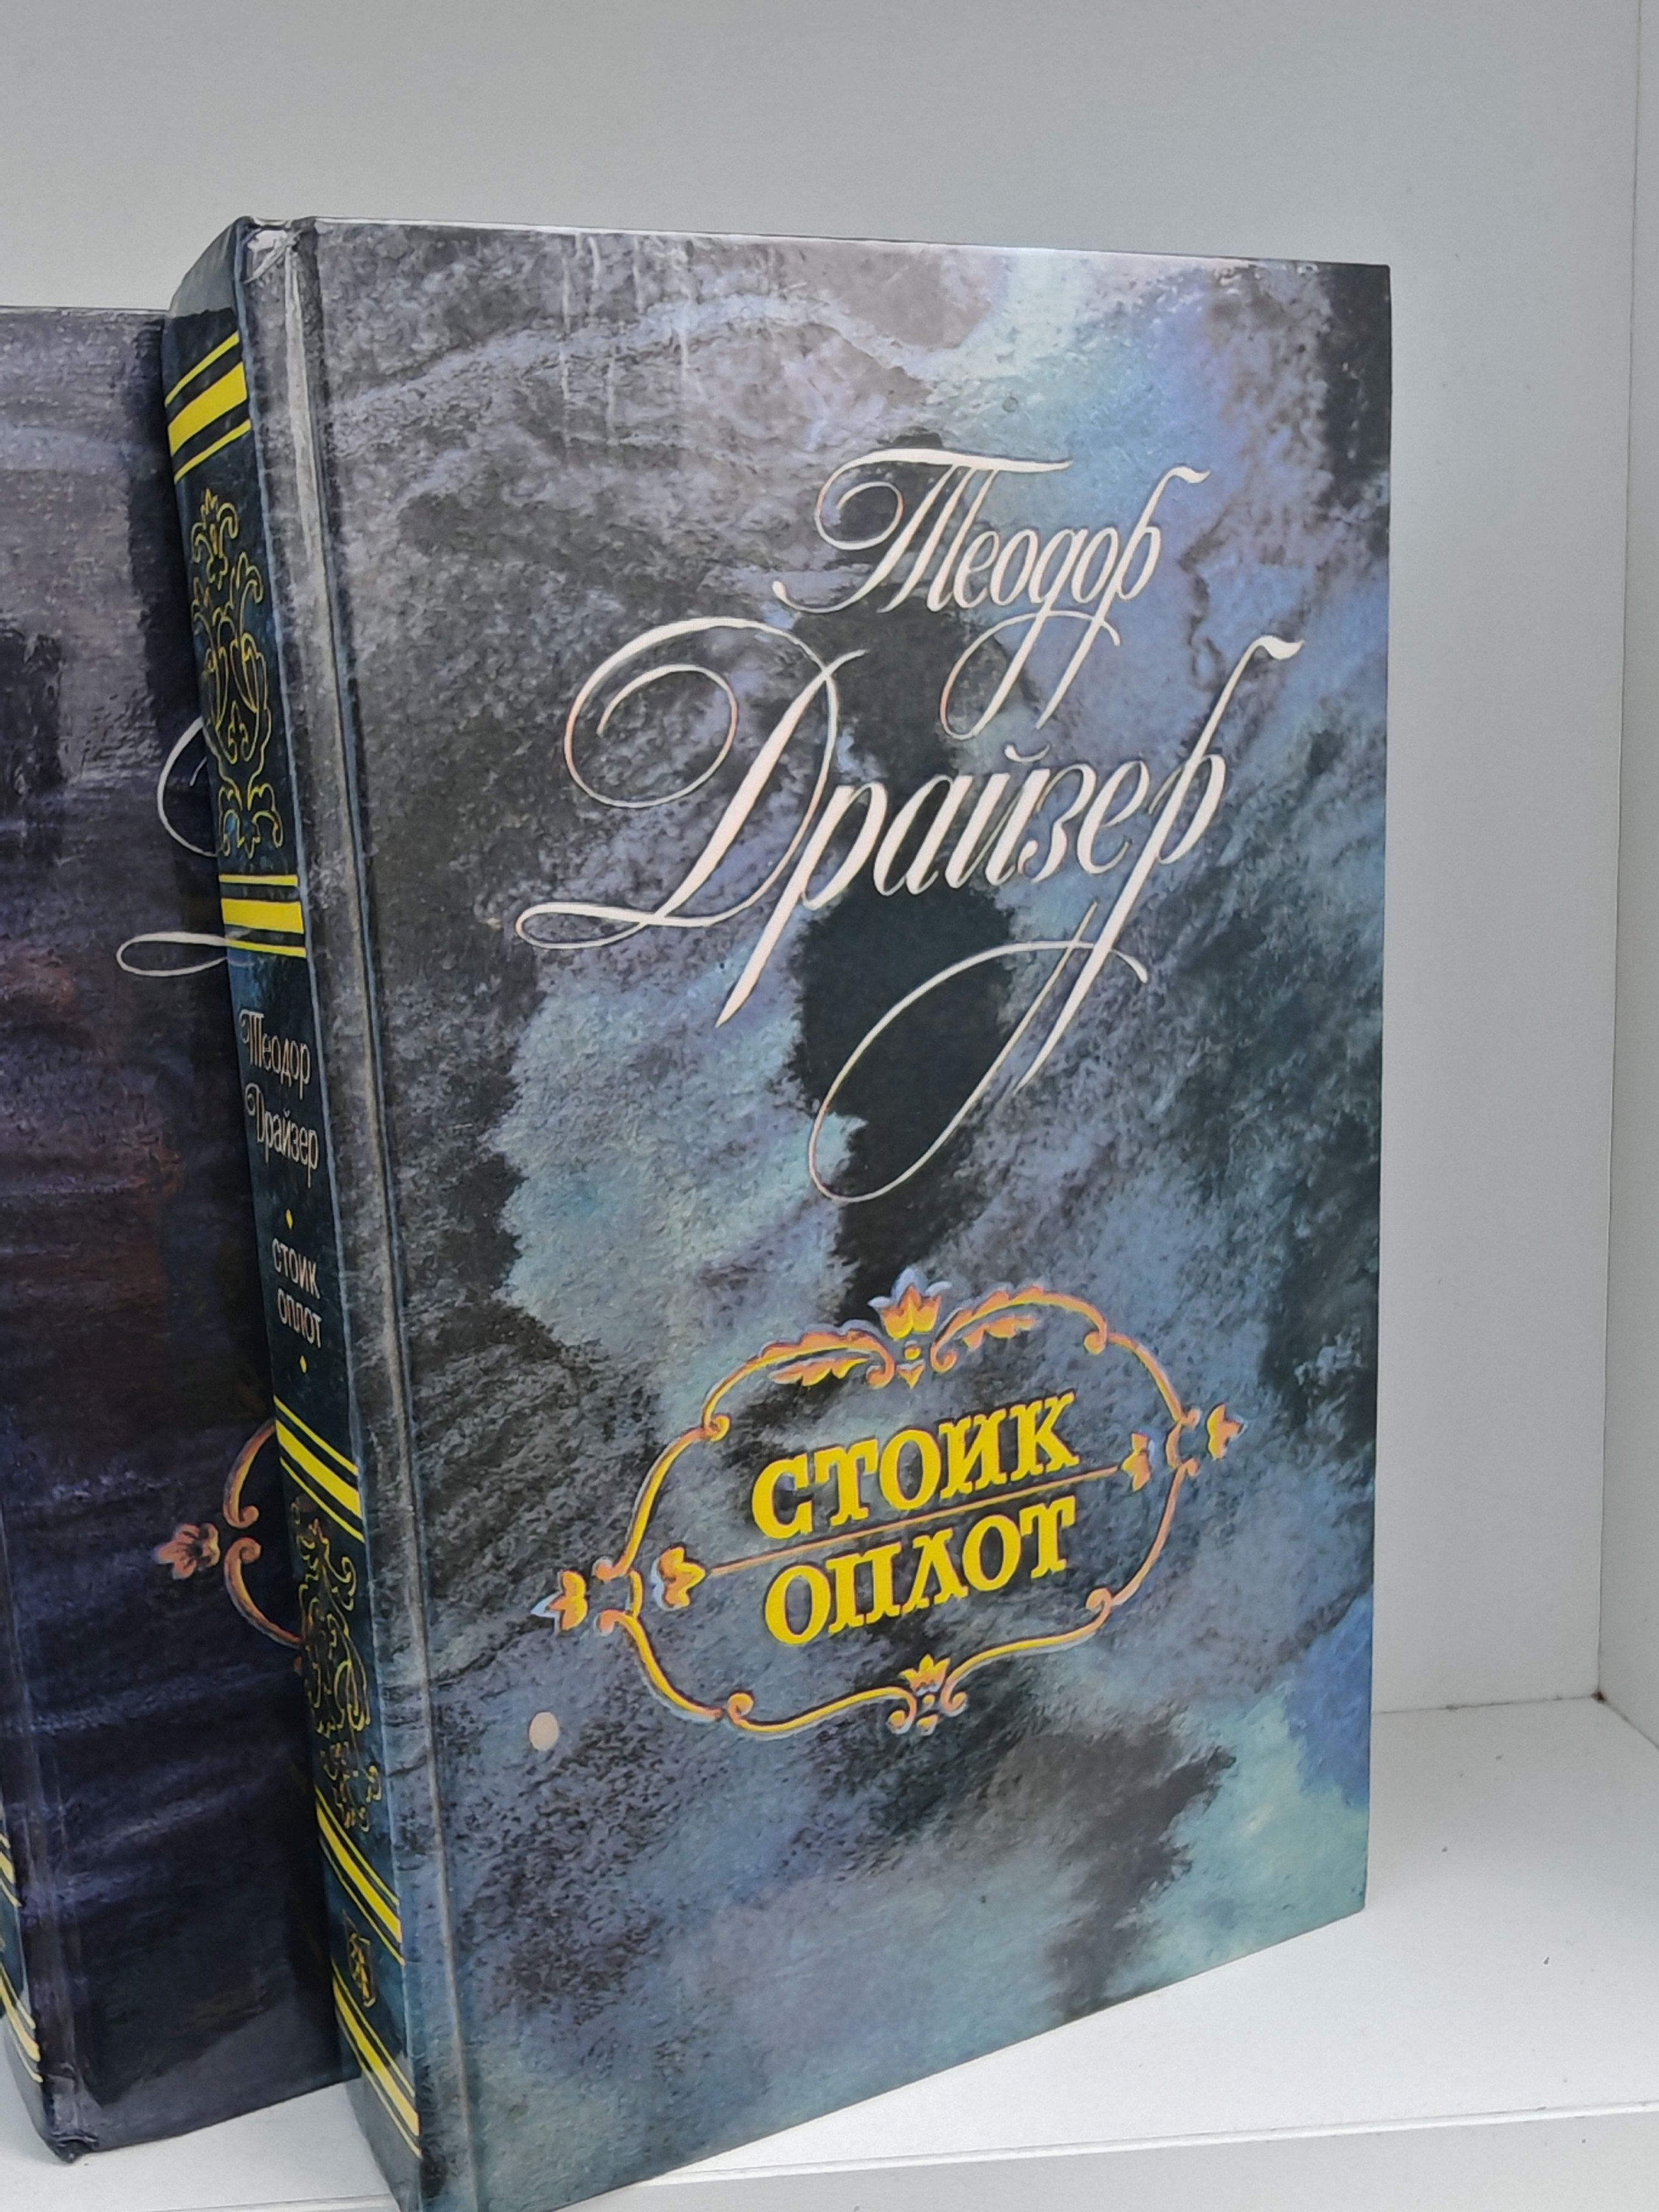 Теодор
Драйзер
СТОИК
ОПЛОТ
Теодор
Драйзер
СТОИК
ОПЛОТ